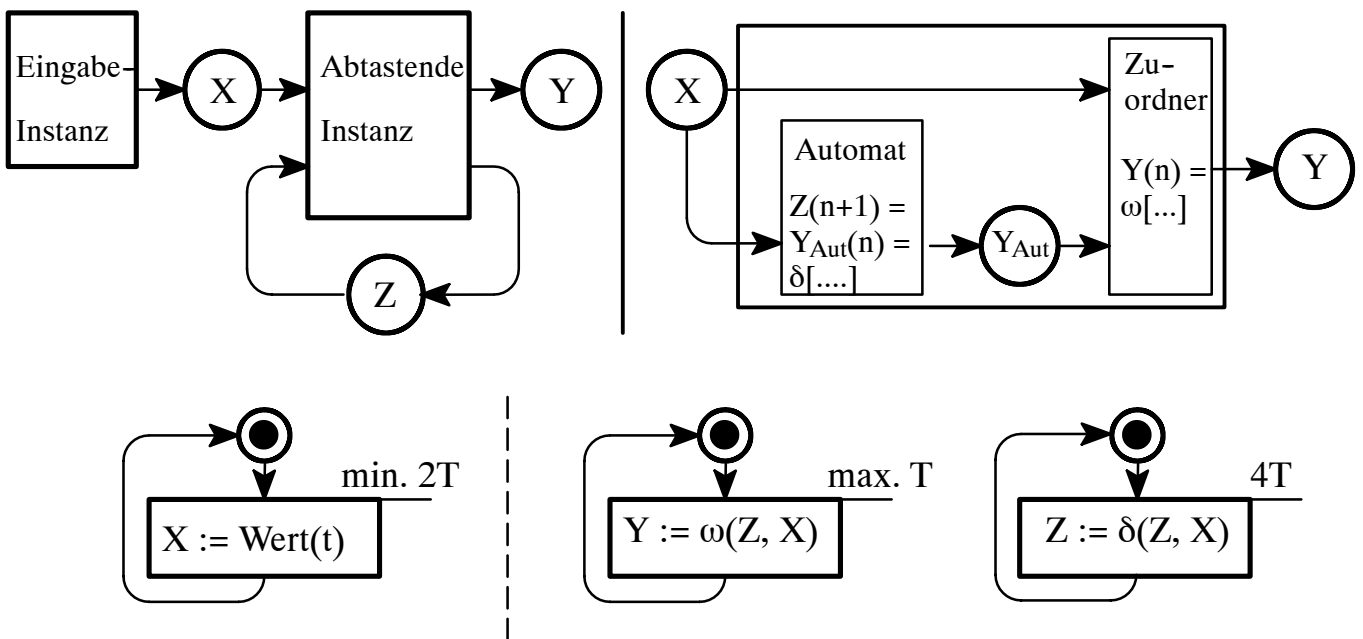 Eingabe-
Instanz
X
Abtastende
Instanz
Y
Z
X
Automat
Z(n+1) =
Y_Aut(n) =
δ[....]
Y_Aut
Zu-
ordner
Y(n) =
ω[...]
Y
min. 2T
X := Wert(t)
max. T
Y := ω(Z, X)
4T
Z := δ(Z, X)